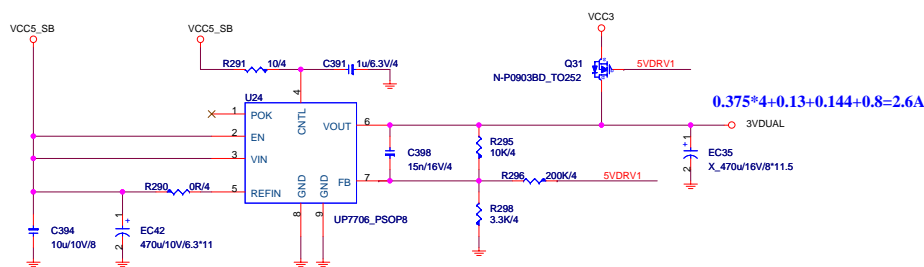 VCC5_SB
VCC5_SB
VCC3
R291
10/4
C391
1u/6.3V/4
Q31
N-P0903BD_TO252
5VDRV1
0.375*4+0.13+0.144+0.8=2.6A
U24
4
1
POK
CNTL
VOUT
6
3VDUAL
2
EN
3
VIN
R295
10K/4
C398
15n/16V/4
+
1
2
EC35
X_470u/16V/8*11.5
R290
0R/4
5
REFIN
FB
7
R296
200K/4
5VDRV1
GND
GND
8
9
UP7706_PSOP8
R298
3.3K/4
C394
10u/10V/8
1
+
2
EC42
470u/10V/6.3*11